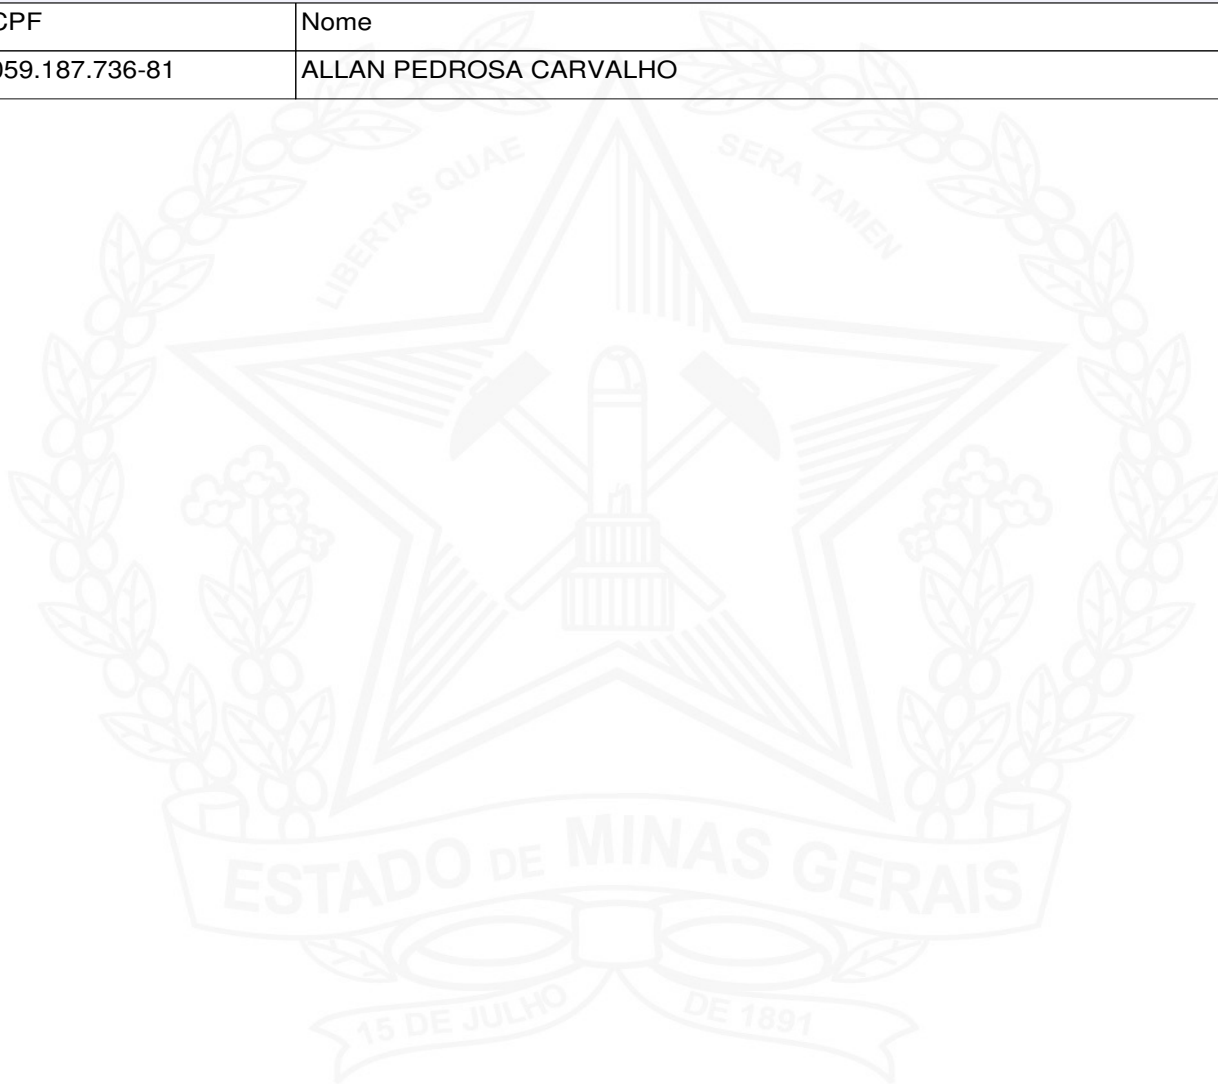 CPF Nome
059.187.736-81 ALLAN PEDROSA CARVALHO
LIBERTAS QUAE SERA TAMEN
ESTADO DE MINAS GERAIS
15 DE JULHO DE 1891